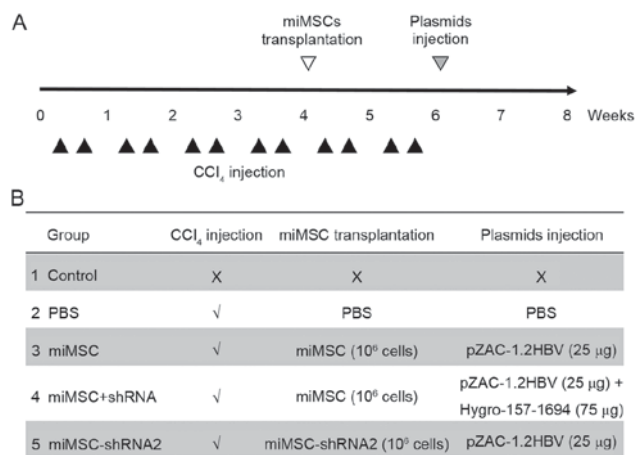 A
miMSCs Plasmids
transplantation injection
0 1 2 3 4 5 6 7 8 Weeks
CCl₄ injection
B
Group CCl₄ injection miMSC transplantation Plasmids injection
1 Control X X X
2 PBS √ PBS PBS
3 miMSC √ miMSC (10⁶ cells) pZAC-1.2HBV (25 μg)
4 miMSC+shRNA √ miMSC (10⁶ cells) pZAC-1.2HBV (25 μg) +
Hygro-157-1694 (75 μg)
5 miMSC-shRNA2 √ miMSC-shRNA2 (10⁶ cells) pZAC-1.2HBV (25 μg)